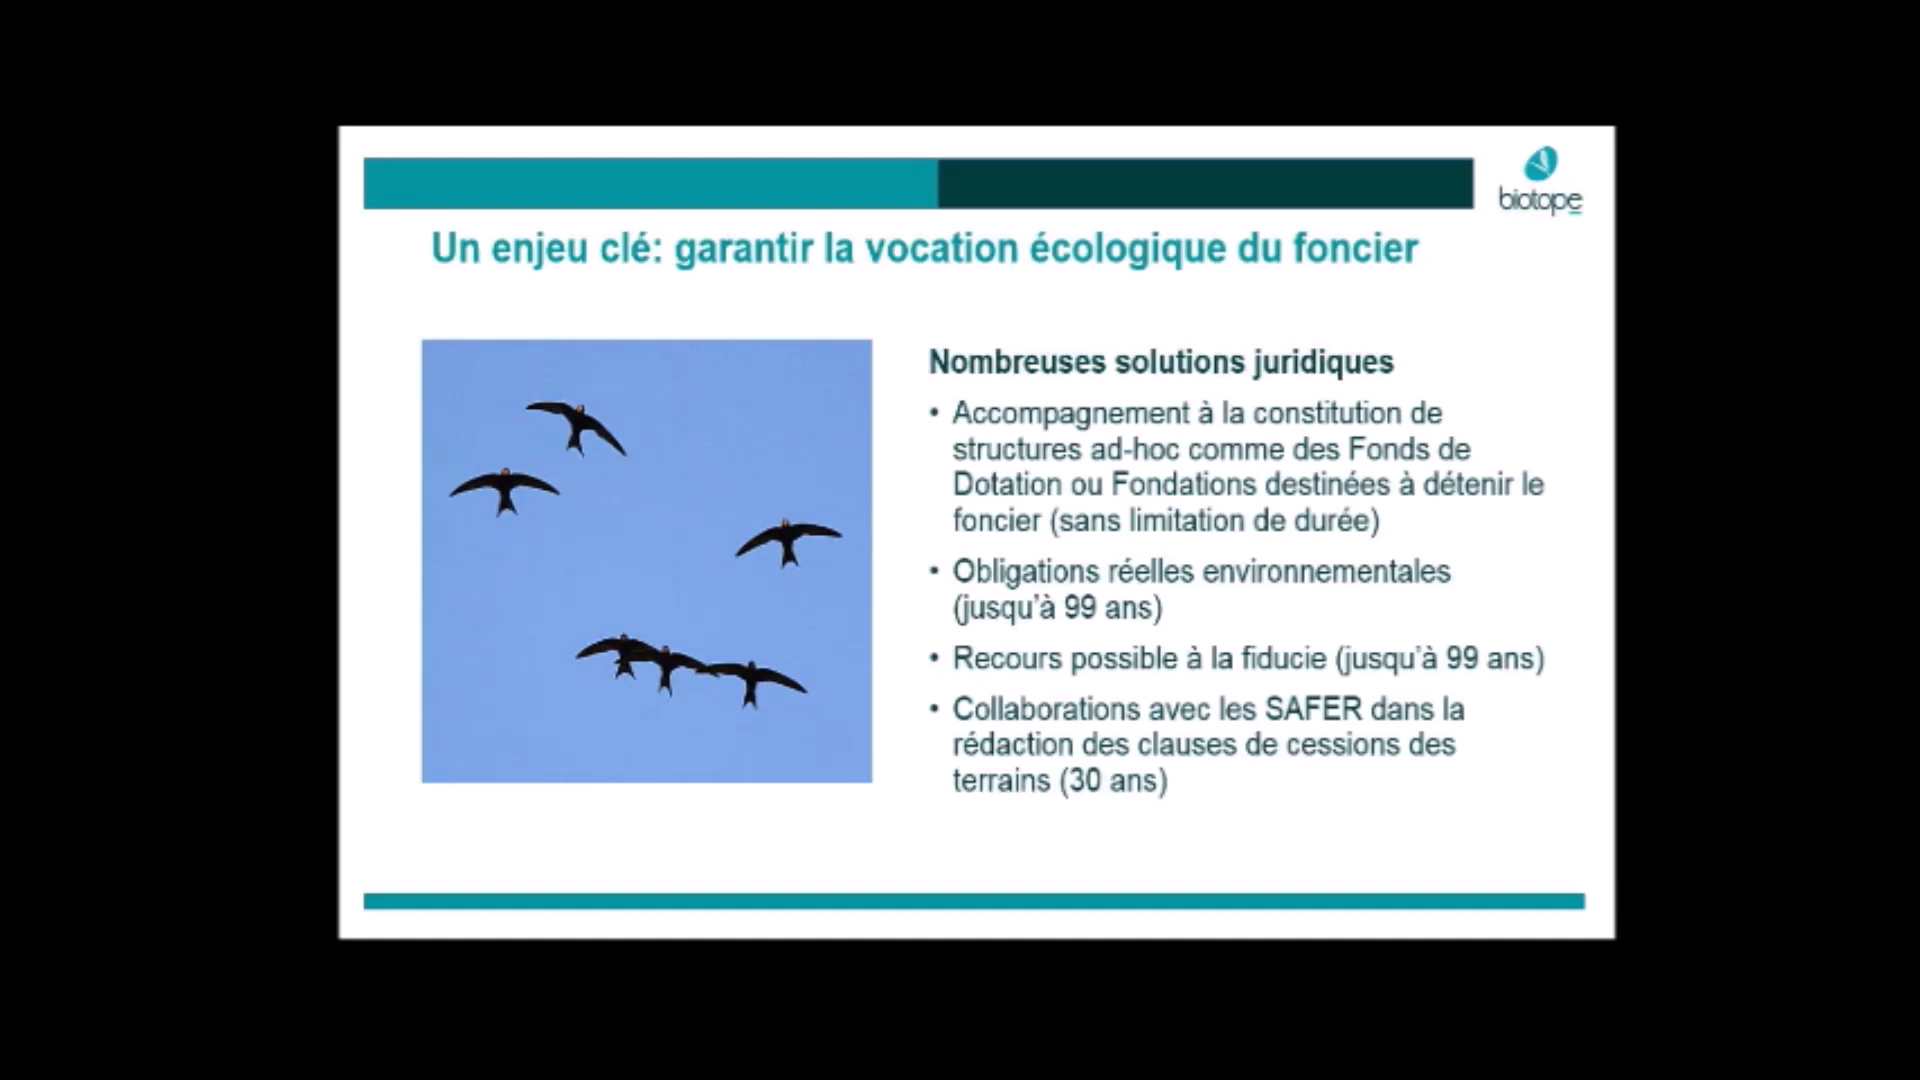 biotope
Un enjeu clé: garantir la vocation écologique du foncier
Nombreuses solutions juridiques
• Accompagnement à la constitution de
structures ad-hoc comme des Fonds de
Dotation ou Fondations destinées à détenir le
foncier (sans limitation de durée)
• Obligations réelles environnementales
(jusqu'à 99 ans)
• Recours possible à la fiducie (jusqu'à 99 ans)
• Collaborations avec les SAFER dans la
rédaction des clauses de cessions des
terrains (30 ans)